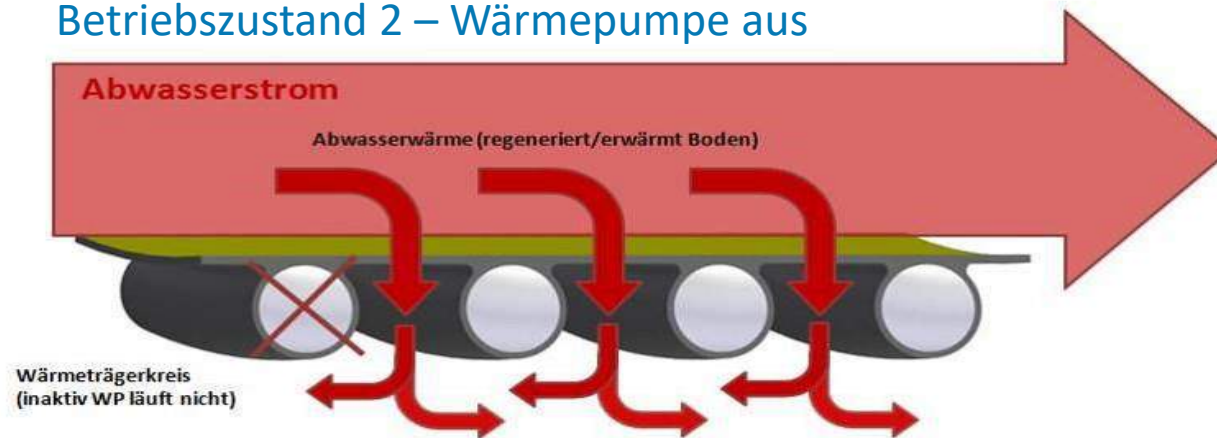 Betriebszustand 2 – Wärmepumpe aus
Abwasserstrom
Abwasserwärme (regeneriert/erwärmt Boden)
Wärmeträgerkreis
(inaktiv WP läuft nicht)